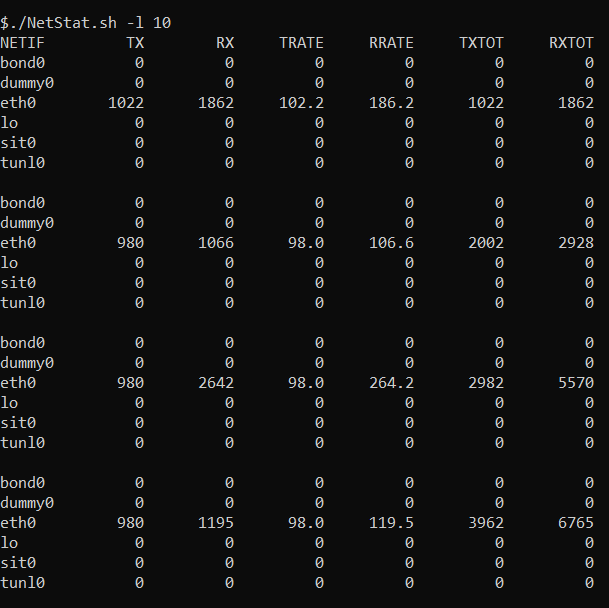 $./NetStat.sh -l 10
NETIF TX RX TRATE RRATE TXTOT RXTOT
bond0 0 0 0 0 0 0
dummy0 0 0 0 0 0 0
eth0 1022 1862 102.2 186.2 1022 1862
lo 0 0 0 0 0 0
sit0 0 0 0 0 0 0
tunl0 0 0 0 0 0 0

bond0 0 0 0 0 0 0
dummy0 0 0 0 0 0 0
eth0 980 1066 98.0 106.6 2002 2928
lo 0 0 0 0 0 0
sit0 0 0 0 0 0 0
tunl0 0 0 0 0 0 0

bond0 0 0 0 0 0 0
dummy0 0 0 0 0 0 0
eth0 980 2642 98.0 264.2 2982 5570
lo 0 0 0 0 0 0
sit0 0 0 0 0 0 0
tunl0 0 0 0 0 0 0

bond0 0 0 0 0 0 0
dummy0 0 0 0 0 0 0
eth0 980 1195 98.0 119.5 3962 6765
lo 0 0 0 0 0 0
sit0 0 0 0 0 0 0
tunl0 0 0 0 0 0 0